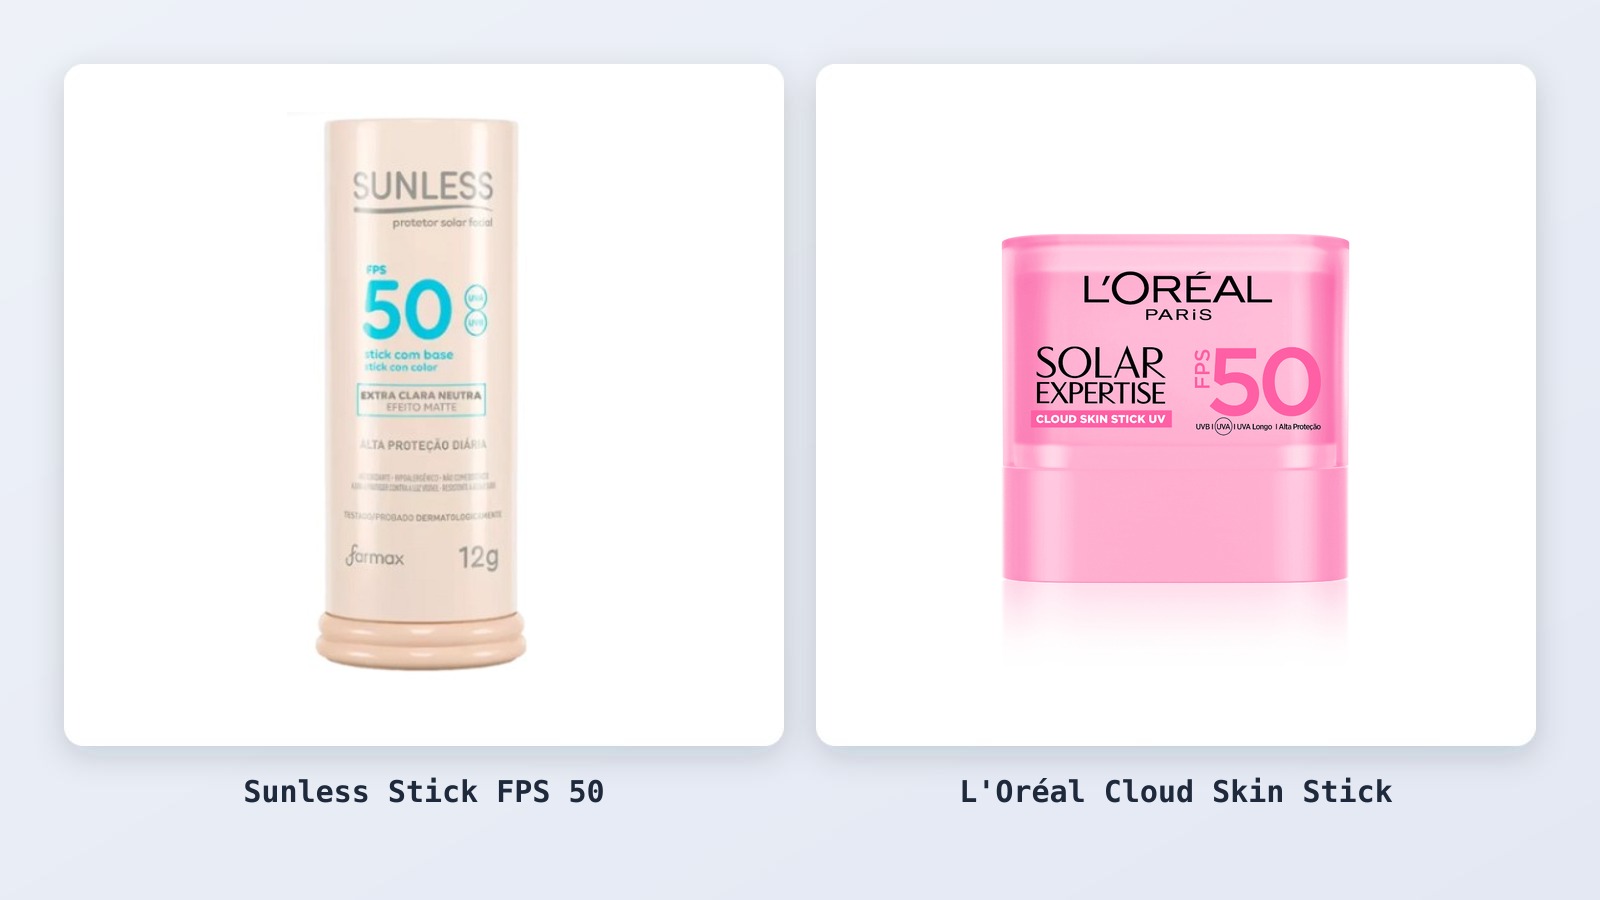 SUNLESS
protetor solar facial
FPS
50
UVA
UVB
stick com base
stick con color
EXTRA CLARA NEUTRA
EFEITO MATTE
ALTA PROTEÇÃO DIÁRIA
TESTADO/PROBADO DERMATOLOGICAMENTE
farmax
12g
L'ORÉAL
PARiS
SOLAR
EXPERTISE
CLOUD SKIN STICK UV
FPS
50
UVB I UVA I UVA Longo I Alta Proteção
Sunless Stick FPS 50
L'Oréal Cloud Skin Stick